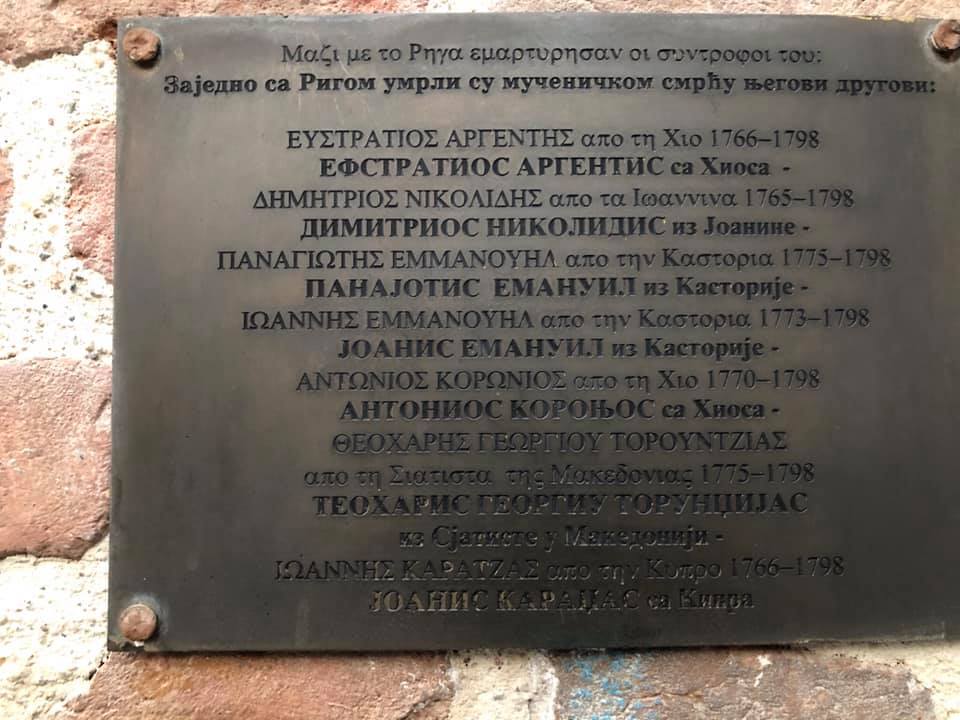 Μαζι με το Ρηγα εμαρτυρησαν οι συντροφοι του:
Заједно са Ригом умрли су мученичком смрћу његови другови:
ΕΥΣΤΡΑΤΙΟΣ ΑΡΓΕΝΤΗΣ απο τη Χιο 1766–1798
ЕФСТРАТИОС АРГЕНТИС са Хиоса -
ΔΗΜΗΤΡΙΟΣ ΝΙΚΟΛΙΔΗΣ απο τα Ιωαννινα 1765–1798
ДИМИТРИОС НИКОЛИДИС из Јоанине -
ΠΑΝΑΓΙΩΤΗΣ ΕΜΜΑΝΟΥΗΛ απο την Καστορια 1775–1798
ПАНАЈОТИС ЕМАНУИЛ из Касторије -
ΙΩΑΝΝΗΣ ΕΜΜΑΝΟΥΗΛ απο την Καστορια 1773–1798
ЈОАНИС ЕМАНУИЛ из Касторије -
ΑΝΤΩΝΙΟΣ ΚΟΡΩΝΙΟΣ απο τη Χιο 1770–1798
АНТОНИОС КОРОЊОС са Хиоса -
ΘΕΟΧΑΡΗΣ ΓΕΩΡΓΙΟΥ ΤΟΡΟΥΝΤΖΙΑΣ
απο τη Σιατιστα της Μακεδονιας 1775–1798
ТЕОХАРИС ГЕОРГИУ ТОРУНЏИЈАС
из Сјатисте у Македонији -
ΙΩΑΝΝΗΣ ΚΑΡΑΤΖΑΣ απο την Κυπρο 1766–1798
ЈОАНИС КАРАЏАС са Кипра